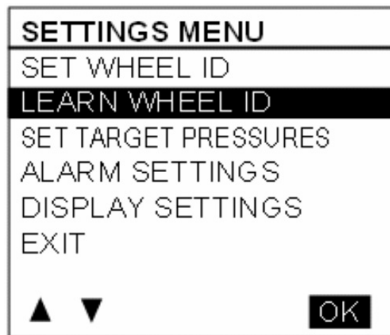 SETTINGS MENU
SET WHEEL ID
LEARN WHEEL ID
SET TARGET PRESSURES
ALARM SETTINGS
DISPLAY SETTINGS
EXIT
▲ ▼ OK